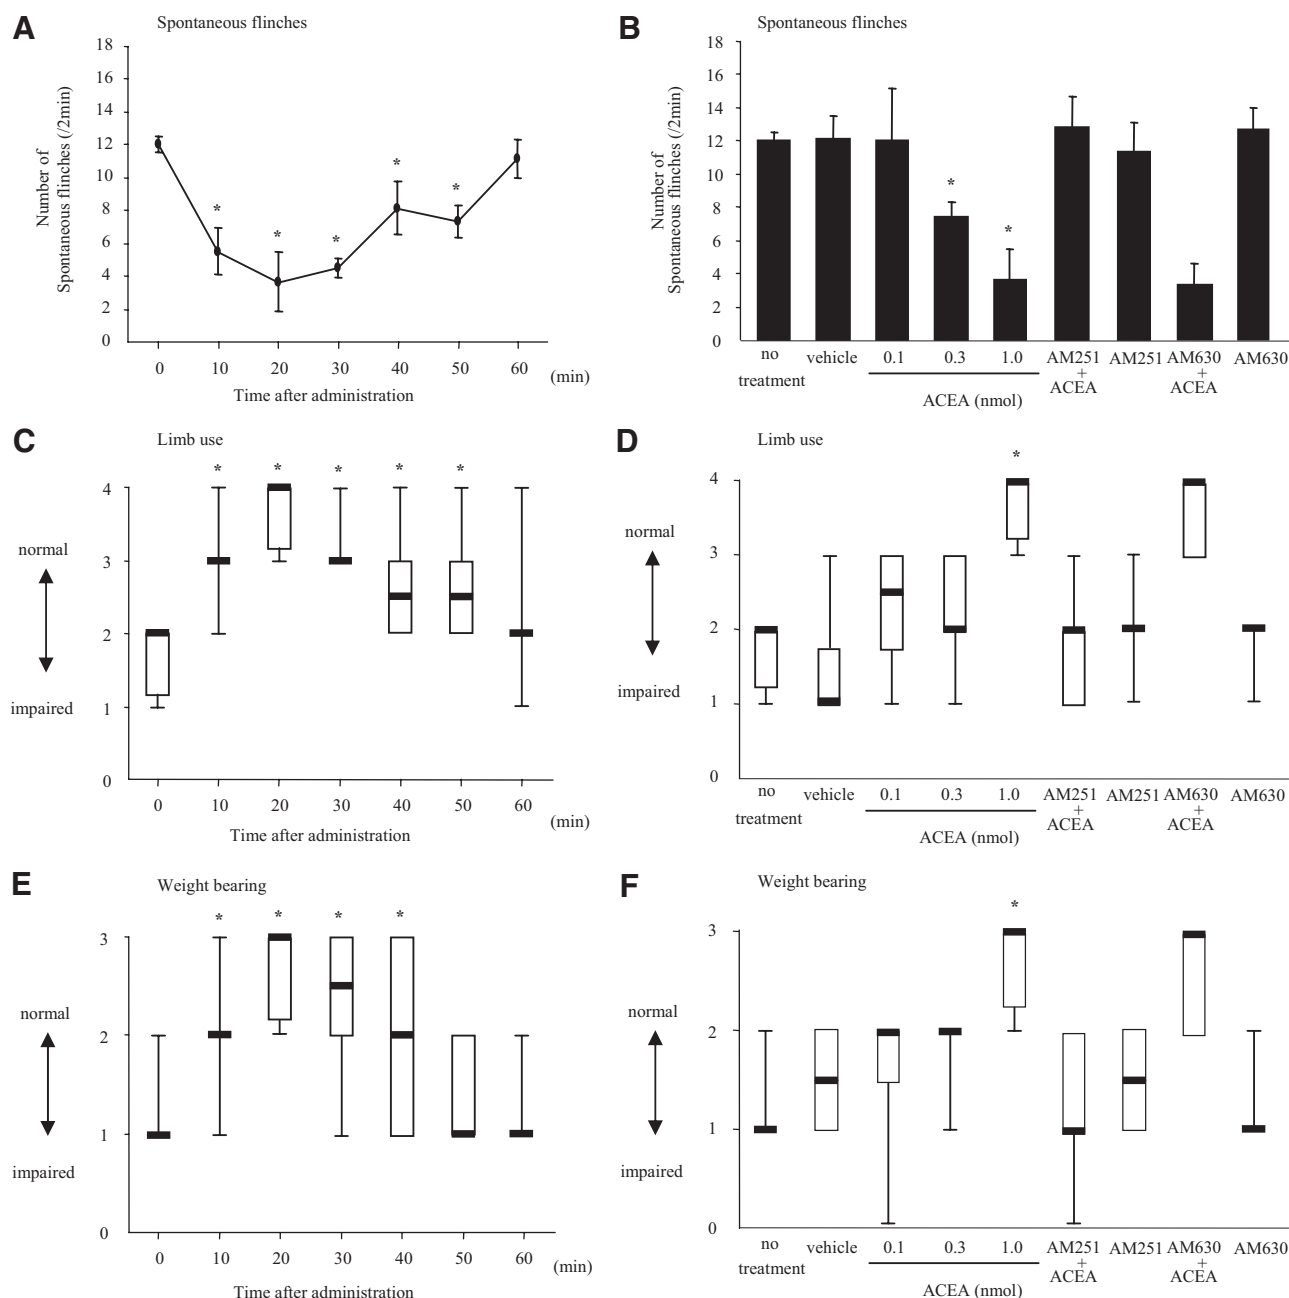 A
Spontaneous flinches
Number of
Spontaneous flinches (/2min)
18
16
14
12
10
8
6
4
2
0
* * * * *
0 10 20 30 40 50 60 (min)
Time after administration
B
Spontaneous flinches
Number of
Spontaneous flinches (/2min)
18
16
14
12
10
8
6
4
2
0
* *
no treatment vehicle 0.1 0.3 1.0 AM251 + ACEA AM251 AM630 + ACEA AM630
ACEA (nmol)
C
Limb use
* * * * *
normal
impaired
4
3
2
1
0
0 10 20 30 40 50 60 (min)
Time after administration
D
Limb use
*
normal
impaired
4
3
2
1
0
no treatment vehicle 0.1 0.3 1.0 AM251 + ACEA AM251 AM630 + ACEA AM630
ACEA (nmol)
E
Weight bearing
* * * *
normal
impaired
3
2
1
0
0 10 20 30 40 50 60 (min)
Time after administration
F
Weight bearing
*
normal
impaired
3
2
1
0
no treatment vehicle 0.1 0.3 1.0 AM251 + ACEA AM251 AM630 + ACEA AM630
ACEA (nmol)